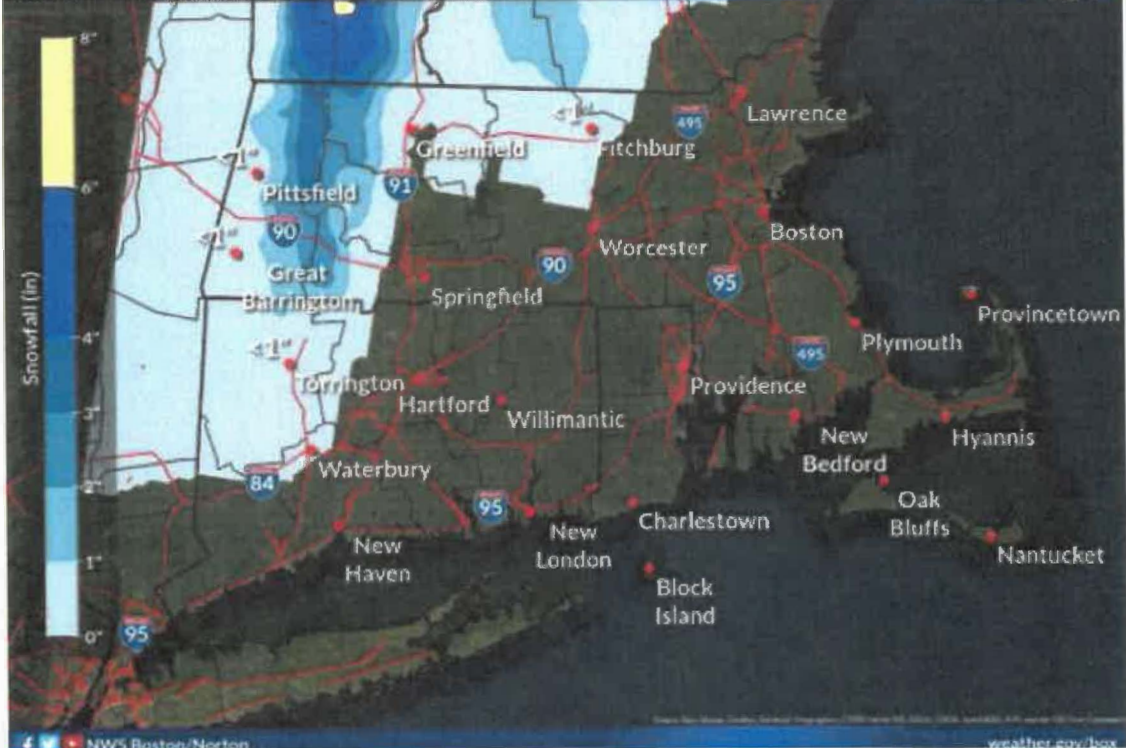 8"
6"
4"
3"
2"
1"
0"
Snowfall (in)
<1"
Pittsfield
<1"
Great
Barrington
<1"
Torrington
Greenfield
<1"
Fitchburg
495
Lawrence
91
90
Worcester
Boston
90
95
Springfield
Provincetown
Plymouth
495
Hartford
Willimantic
Providence
New
Bedford
Hyannis
Waterbury
84
95
Oak
Bluffs
Charlestown
New
London
Nantucket
New
Haven
Block
Island
95
NWS Boston/Norton
weather.gov/box